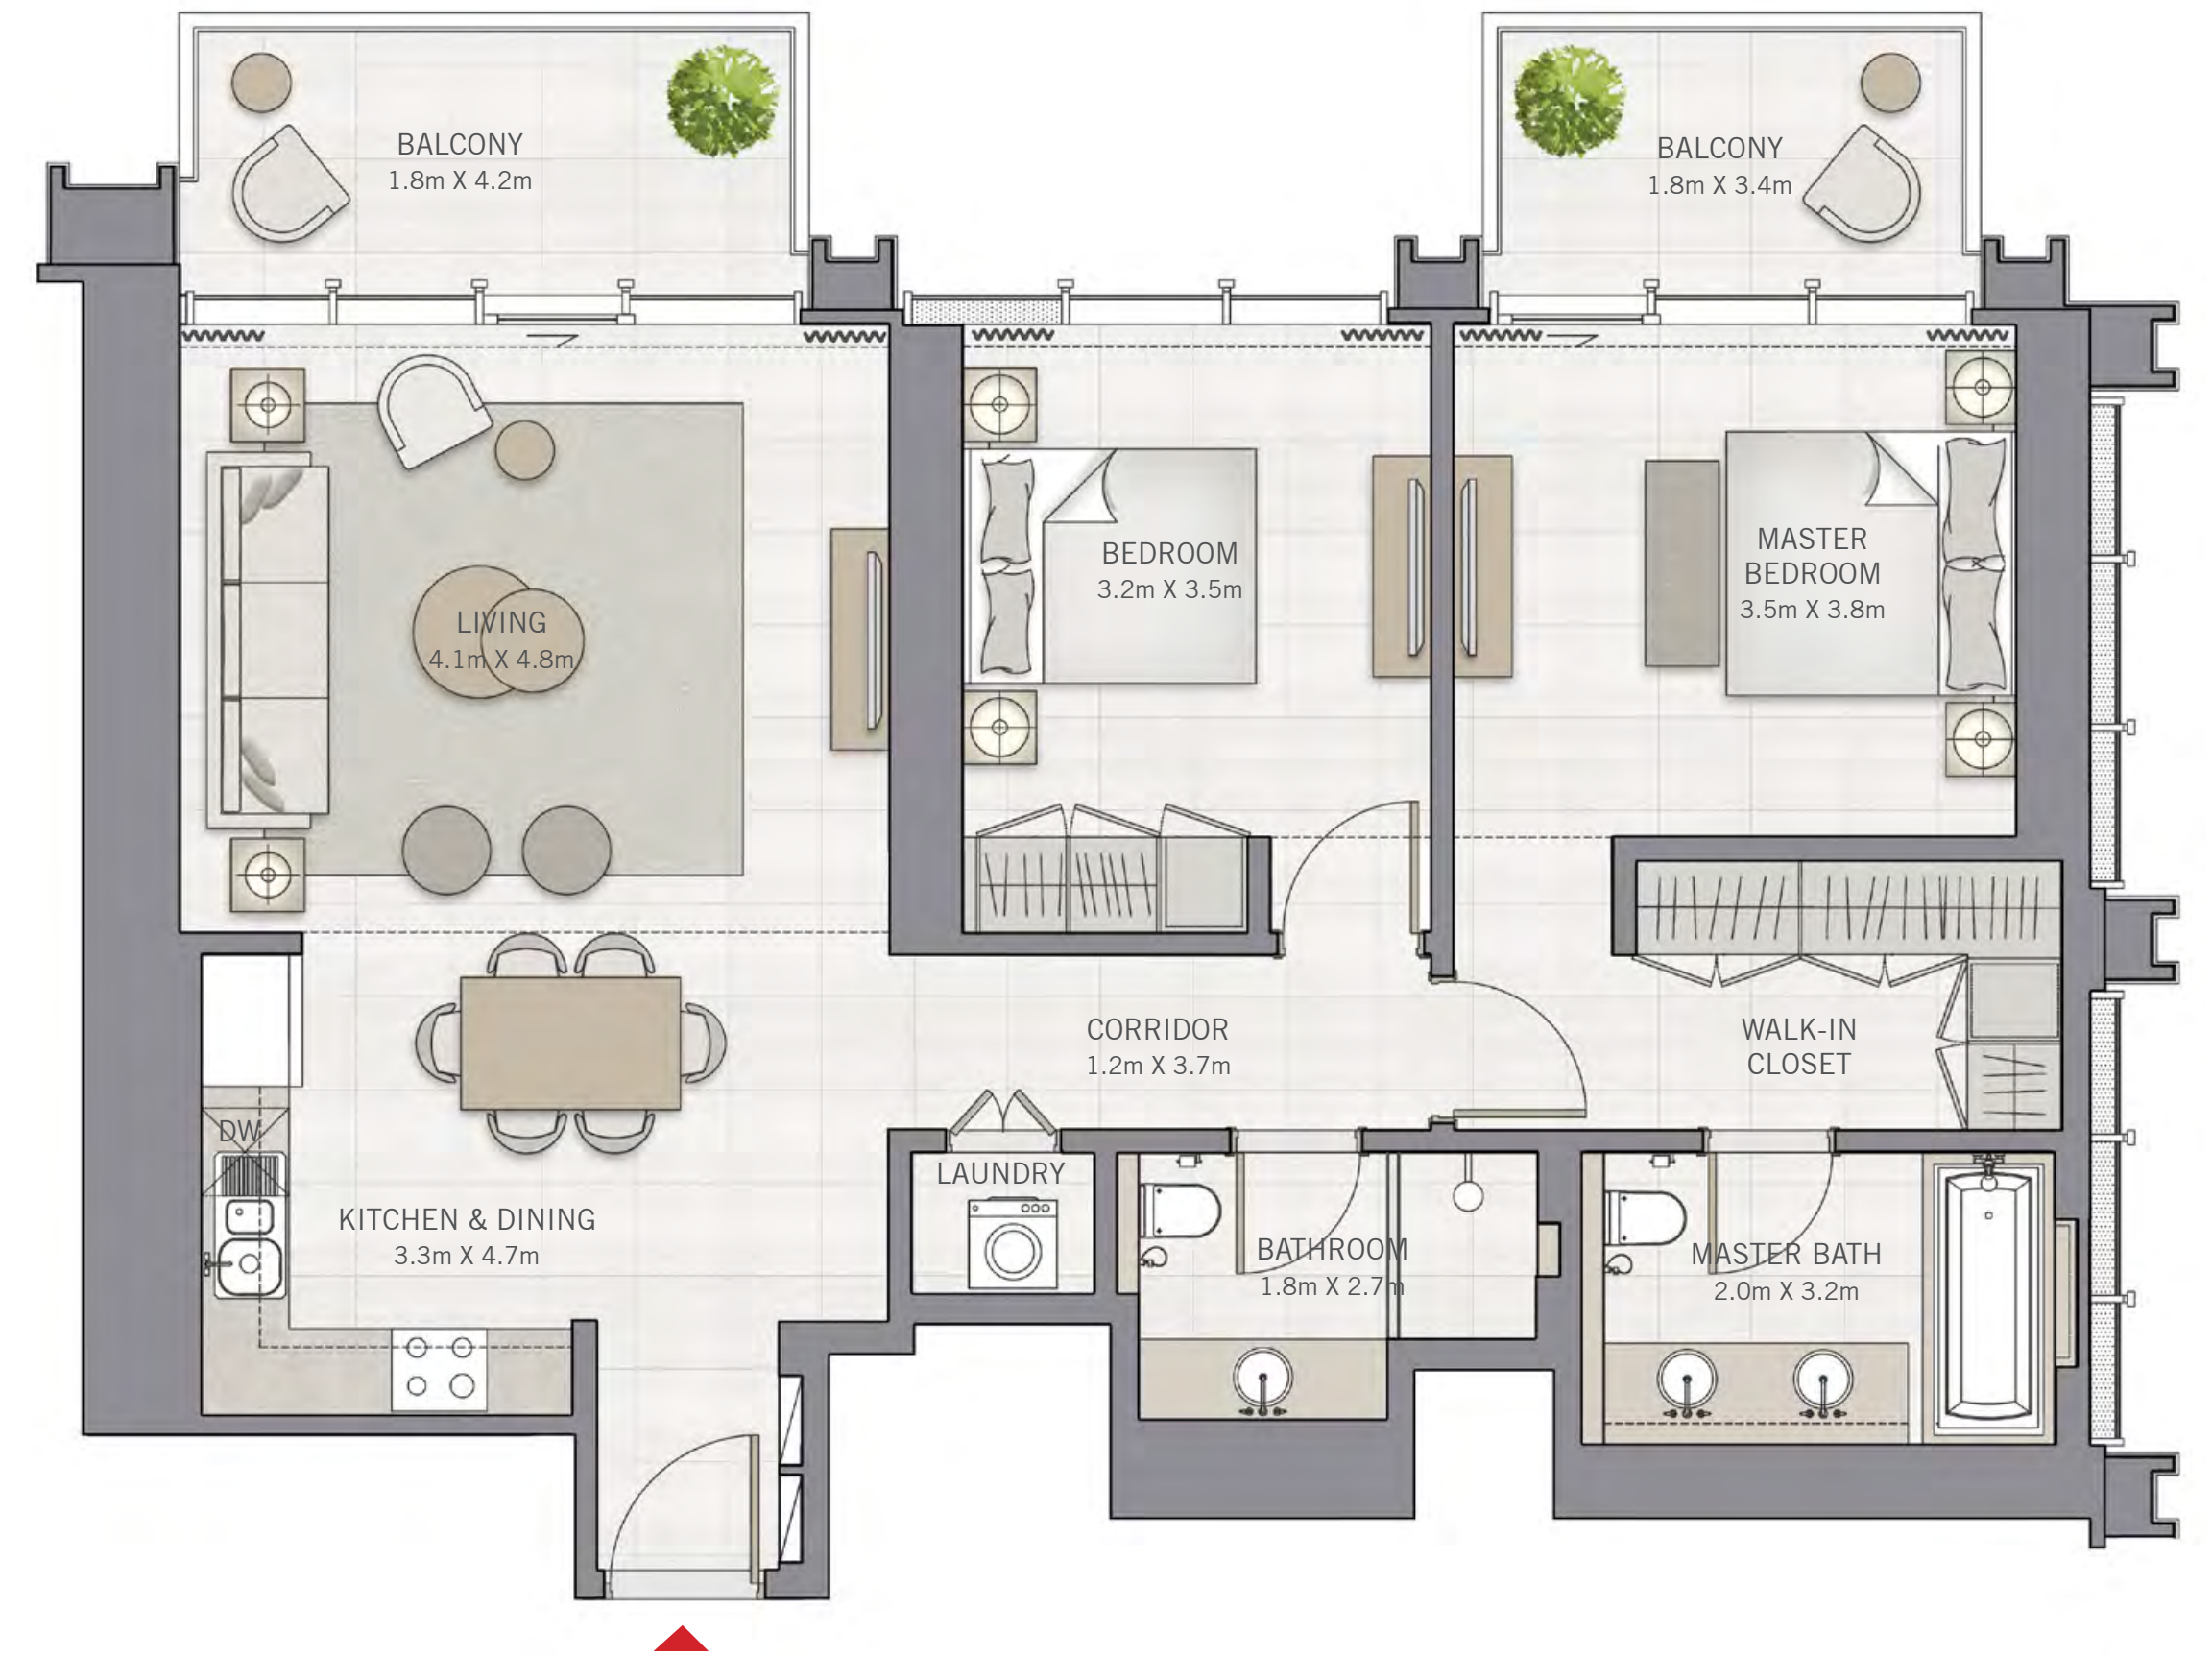 BALCONY
1.8m X 4.2m
BALCONY
1.8m X 3.4m
LIVING
4.1m X 4.8m
BEDROOM
3.2m X 3.5m
MASTER
BEDROOM
3.5m X 3.8m
CORRIDOR
1.2m X 3.7m
WALK-IN
CLOSET
DW
LAUNDRY
KITCHEN & DINING
3.3m X 4.7m
BATHROOM
1.8m X 2.7m
MASTER BATH
2.0m X 3.2m